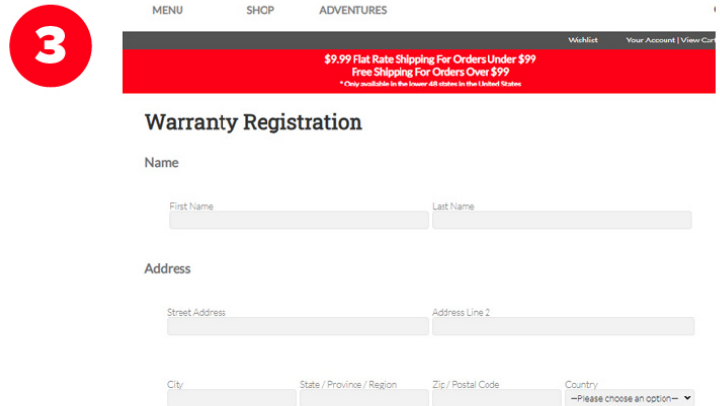 3
MENU SHOP ADVENTURES
Wishlist Your Account | View Cart
$9.99 Flat Rate Shipping For Orders Under $99
Free Shipping For Orders Over $99
* Only available in the lower 48 states in the United States
Warranty Registration
Name
First Name Last Name
Address
Street Address Address Line 2
City State / Province / Region Zip / Postal Code Country
—Please choose an option—